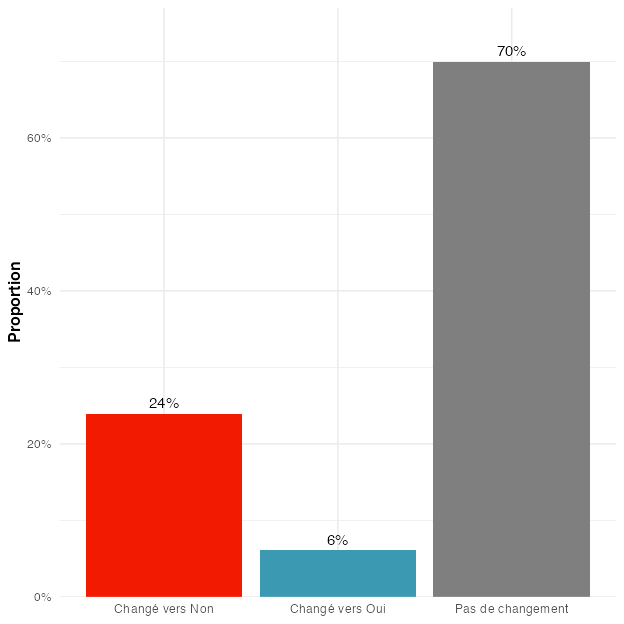 70%
60%
Proportion
40%
24%
20%
6%
0%
Changé vers Non
Changé vers Oui
Pas de changement